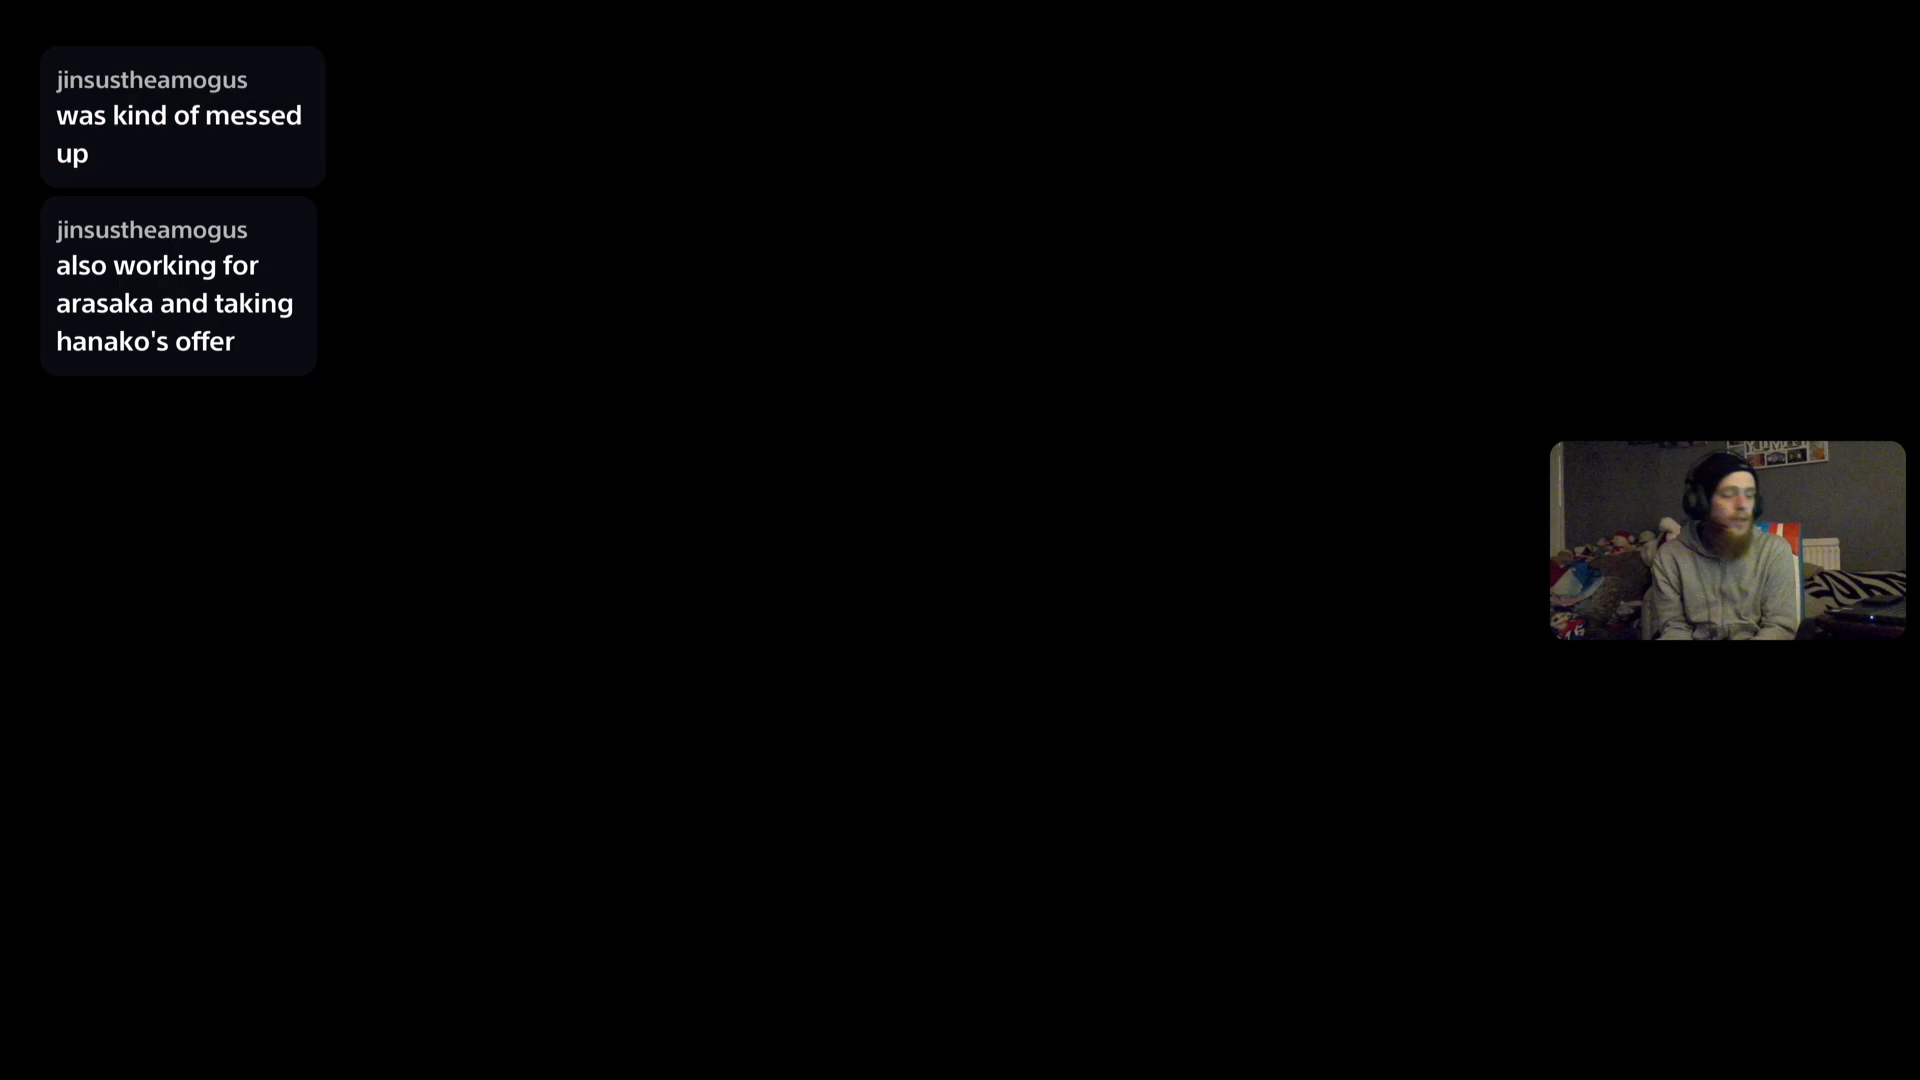 jinsustheamogus
was kind of messed
up
jinsustheamogus
also working for
arasaka and taking
hanako's offer